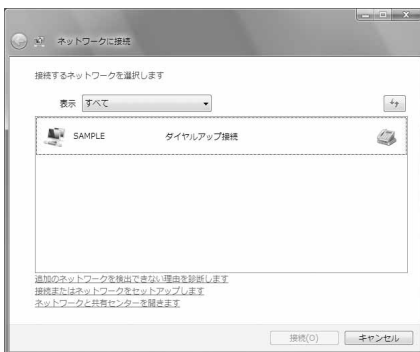 ネットワークに接続
接続するネットワークを選択します
表示 すべて
SAMPLE ダイヤルアップ接続
追加のネットワークを検出できない理由を診断します
接続またはネットワークをセットアップします
ネットワークと共有センターを開きます
接続(O) キャンセル